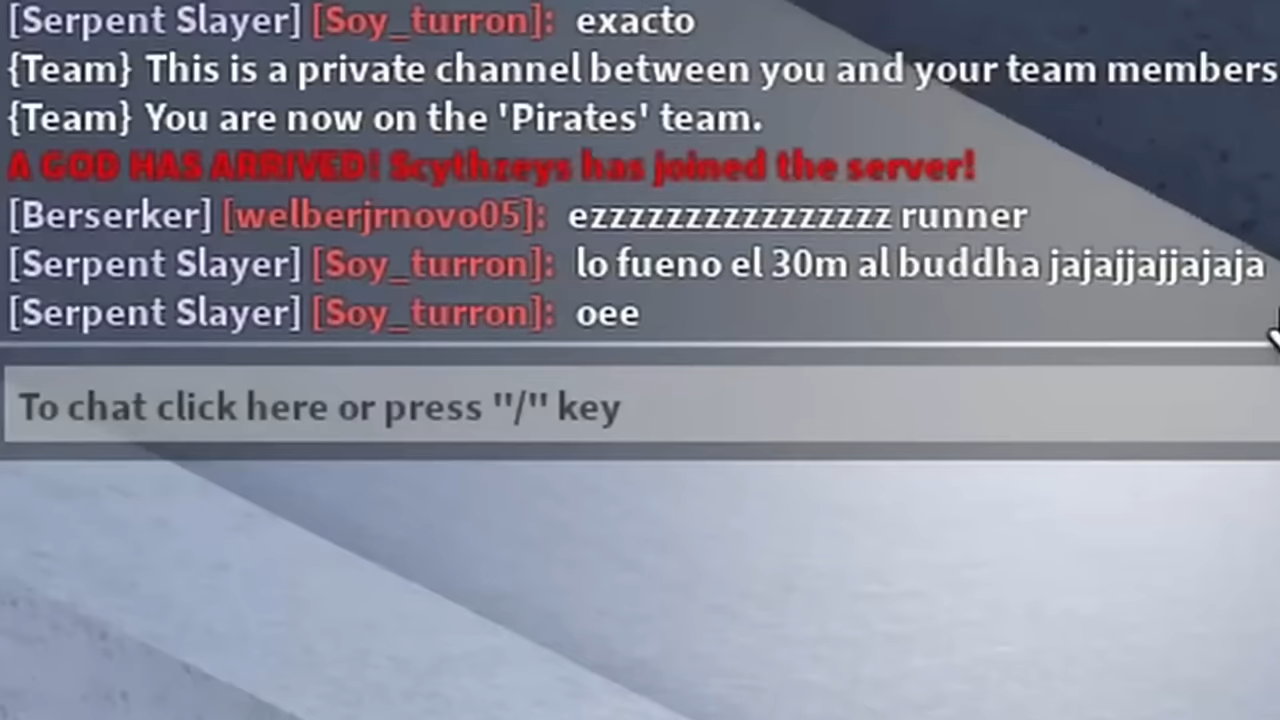 [Serpent Slayer] [Soy_turron]: exacto
{Team} This is a private channel between you and your team members
{Team} You are now on the 'Pirates' team.
A GOD HAS ARRIVED! Scythzeys has joined the server!
[Berserker] [welberjrnovo05]: ezzzzzzzzzzzzzzzz runner
[Serpent Slayer] [Soy_turron]: lo fueno el 30m al buddha jajajjajjajaja
[Serpent Slayer] [Soy_turron]: oee
To chat click here or press "/" key